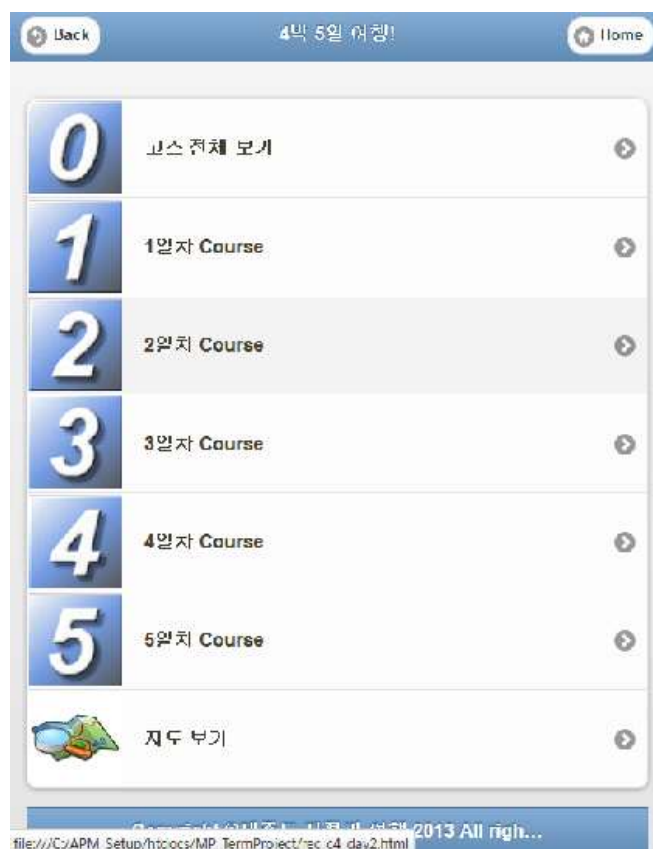 Back
4박 5일 여행!
Home
0
코스 전체 보기
1
1일차 Course
2
2일차 Course
3
3일차 Course
4
4일차 Course
5
5일차 Course
지도 보기
2013 All righ...
file:///C:/APM_Setup/htdocs/MP_TermProject/rec_c4_day2.html